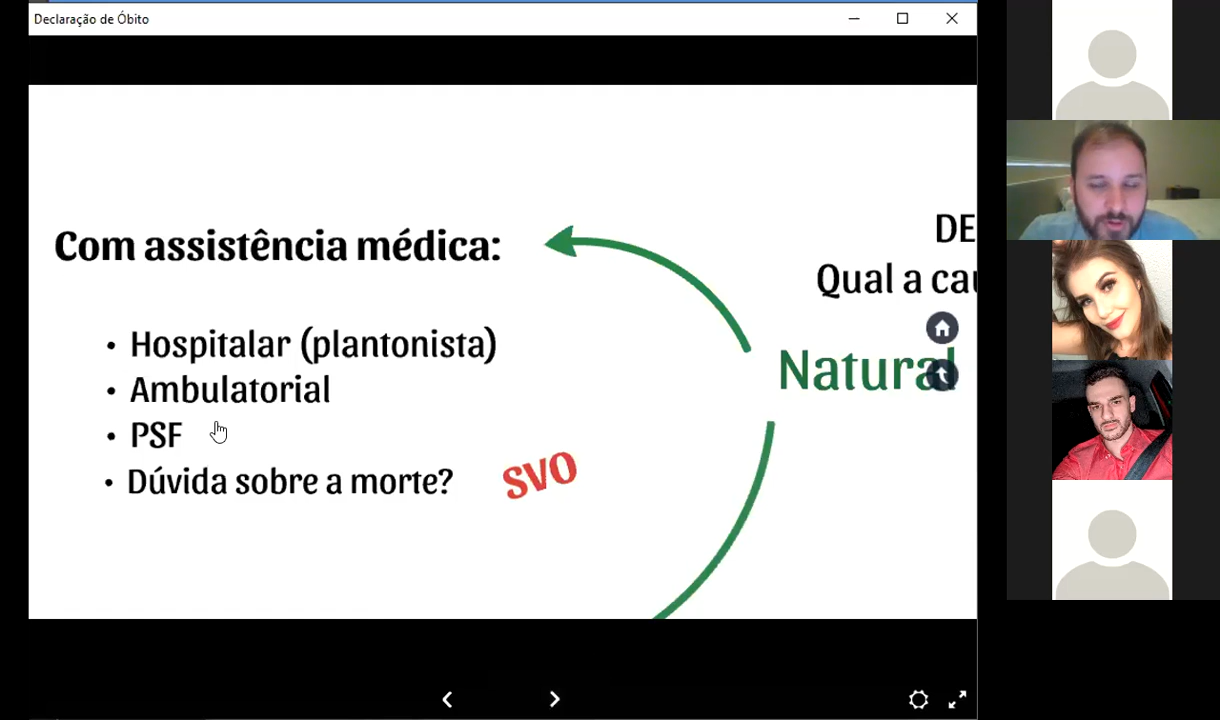 Declaração de Óbito
Com assistência médica:
• Hospitalar (plantonista)
• Ambulatorial
• PSF
• Dúvida sobre a morte?
SVO
DE
Qual a cau
Natural